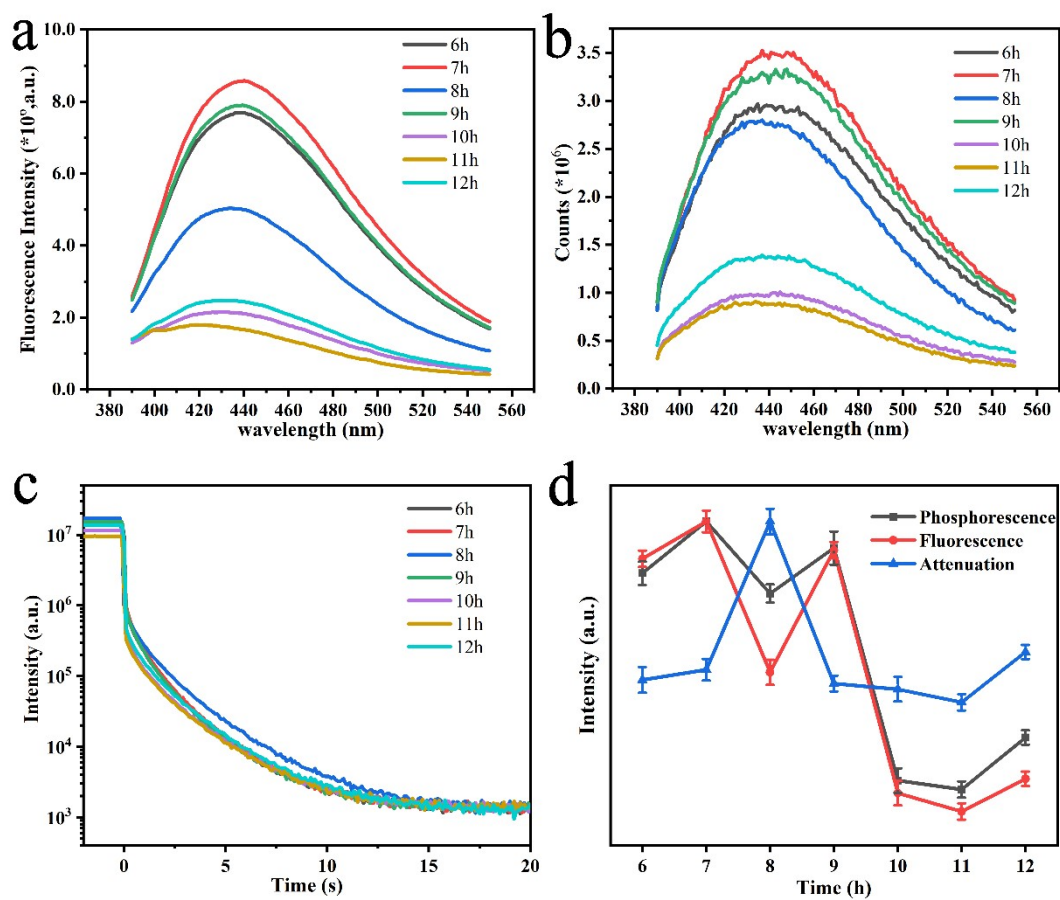 a
Fluorescence Intensity (*10⁹,a.u.)
10.0
8.0
6.0
4.0
2.0
0.0
6h
7h
8h
9h
10h
11h
12h
380 400 420 440 460 480 500 520 540 560
wavelength (nm)
b
Counts (*10⁶)
3.5
3.0
2.5
2.0
1.5
1.0
0.5
0.0
6h
7h
8h
9h
10h
11h
12h
380 400 420 440 460 480 500 520 540 560
wavelength (nm)
c
Intensity (a.u.)
10⁷
10⁶
10⁵
10⁴
10³
6h
7h
8h
9h
10h
11h
12h
0 5 10 15 20
Time (s)
d
Intensity (a.u.)
Phosphorescence
Fluorescence
Attenuation
6 7 8 9 10 11 12
Time (h)